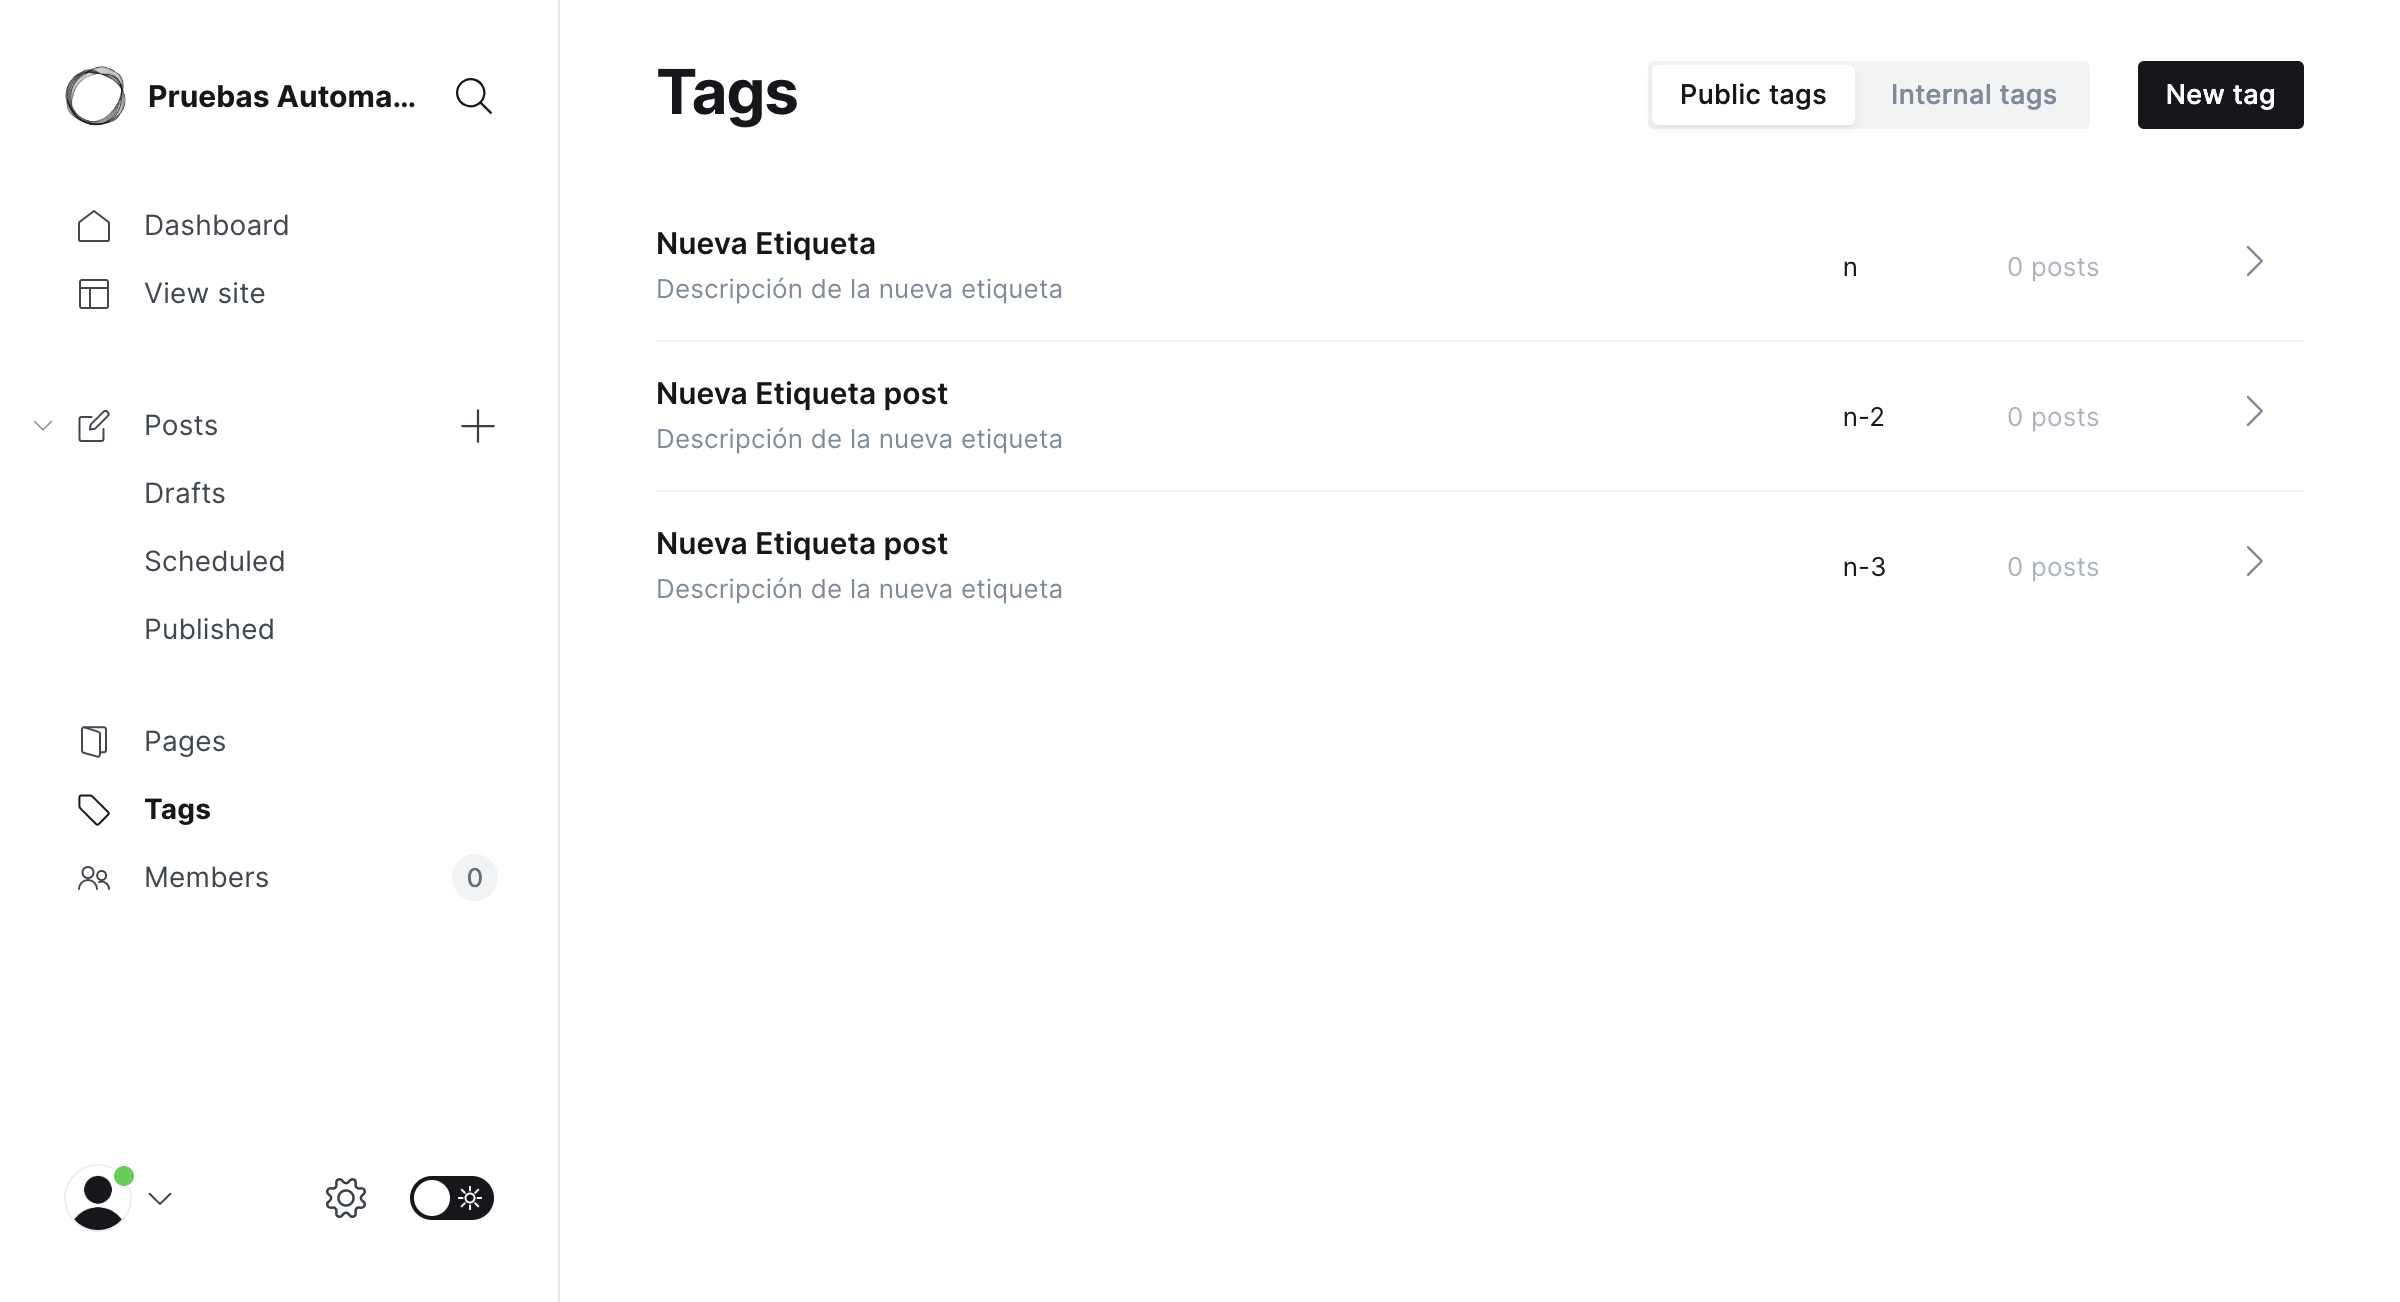 Pruebas Automa...
Dashboard
View site
Posts
Drafts
Scheduled
Published
Pages
Tags
Members 0
Tags
Public tags Internal tags New tag
Nueva Etiqueta
Descripción de la nueva etiqueta
n 0 posts
Nueva Etiqueta post
Descripción de la nueva etiqueta
n-2 0 posts
Nueva Etiqueta post
Descripción de la nueva etiqueta
n-3 0 posts